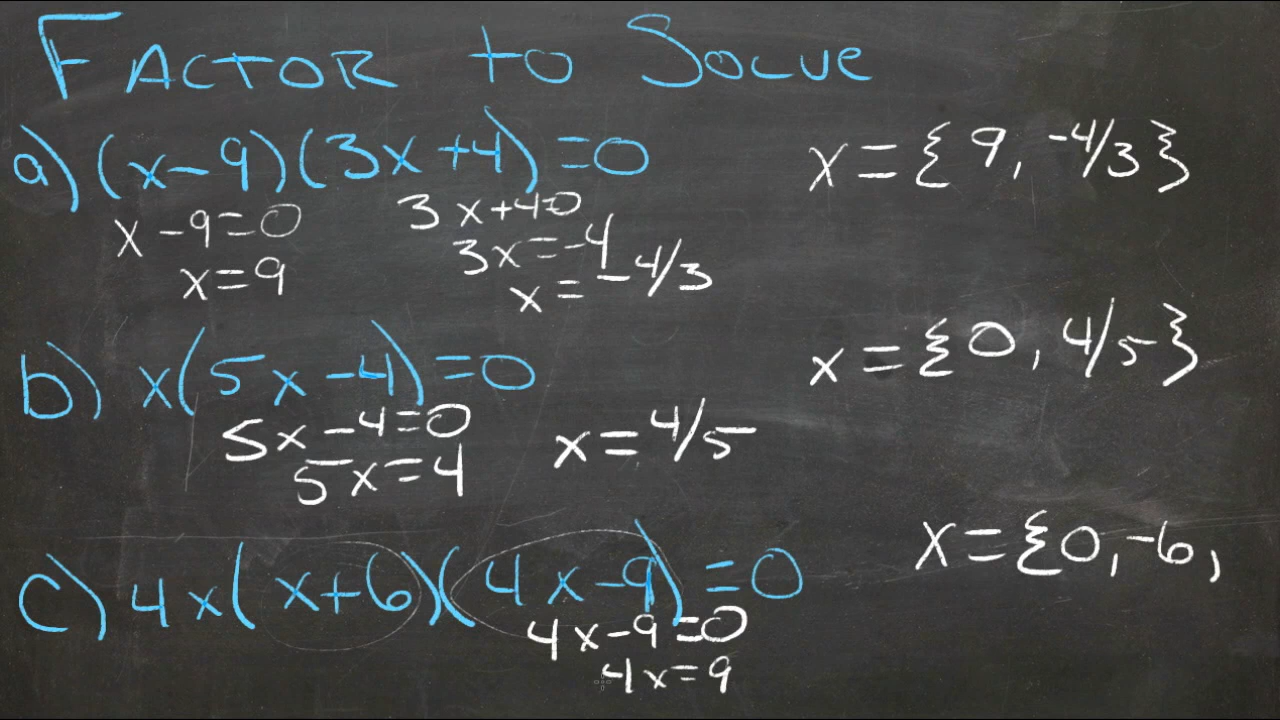 FACTOR to SOLVE
a) (x-9)(3x+4)=0
x={9, -4/3}
x-9=0
3x+4=0
x=9
3x=-4
x=-4/3
b) x(5x-4)=0
x={0, 4/5}
5x-4=0
x=4/5
5x=4
c) 4x(x+6)(4x-9)=0
x={0,-6,
4x-9=0
4x=9